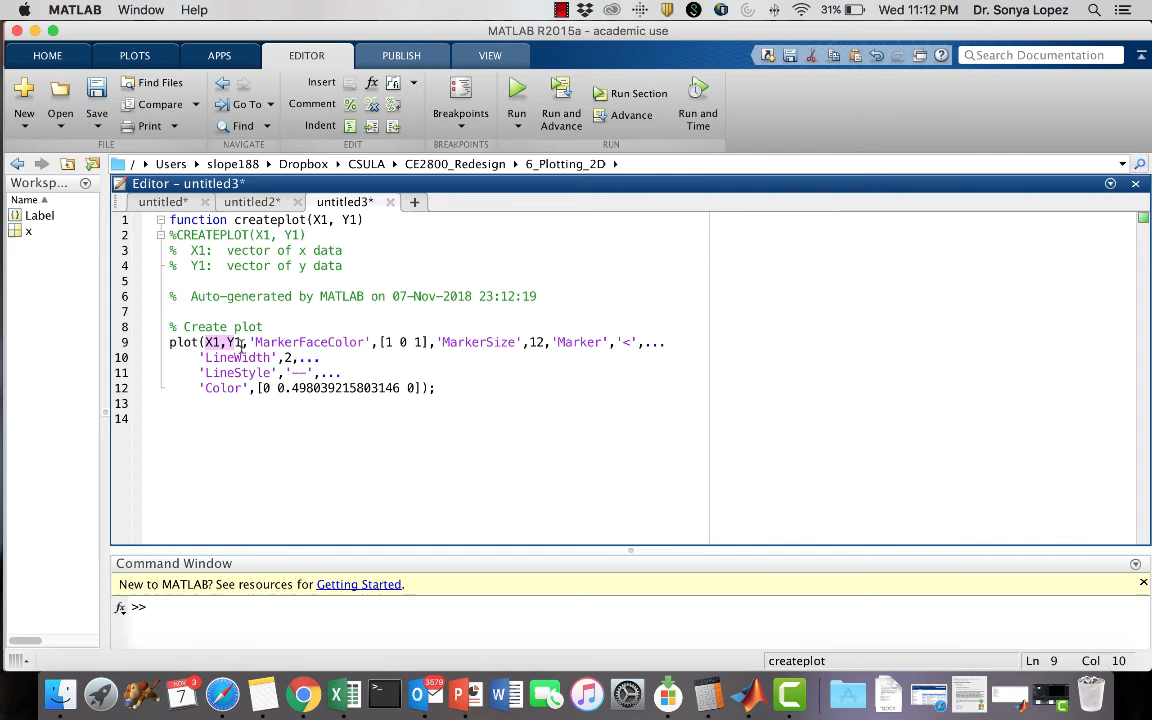 MATLAB Window Help 31% Wed 11:12 PM Dr. Sonya Lopez
MATLAB R2015a - academic use
HOME PLOTS APPS EDITOR PUBLISH VIEW Search Documentation
New Open Save Find Files Compare Print Go To Find Insert Comment Indent fx Breakpoints Run Run and Advance Run Section Advance Run and Time
FILE NAVIGATE EDIT BREAKPOINTS RUN
/ Users slope188 Dropbox CSULA CE2800_Redesign 6_Plotting_2D
Worksp...
Name
Label
x
Editor - untitled3*
untitled* untitled2* untitled3*
1 function createplot(X1, Y1)
2 %CREATEPLOT(X1, Y1)
3 % X1: vector of x data
4 % Y1: vector of y data
5
6 % Auto-generated by MATLAB on 07-Nov-2018 23:12:19
7
8 % Create plot
9 plot(X1,Y1,'MarkerFaceColor',[1 0 1],'MarkerSize',12,'Marker','<',...
10 'LineWidth',2,...
11 'LineStyle','--',...
12 'Color',[0 0.498039215803146 0]);
13
14
Command Window
New to MATLAB? See resources for Getting Started.
fx >>
createplot Ln 9 Col 10
NOV 7 3 3679